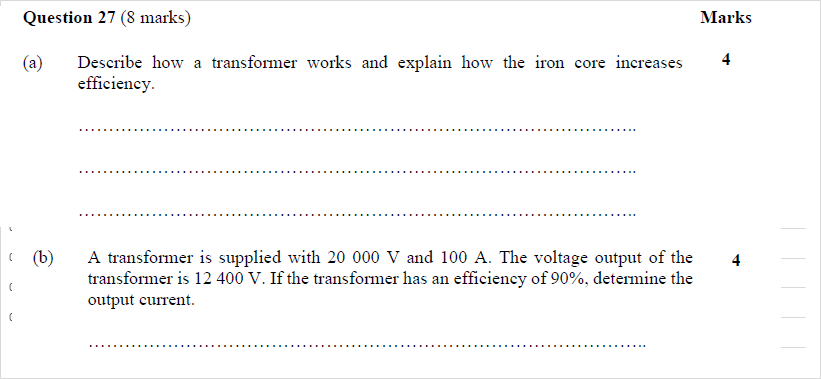 Question 27 (8 marks) Marks
(a) Describe how a transformer works and explain how the iron core increases 4
efficiency.
(b) A transformer is supplied with 20 000 V and 100 A. The voltage output of the 4
transformer is 12 400 V. If the transformer has an efficiency of 90%, determine the
output current.